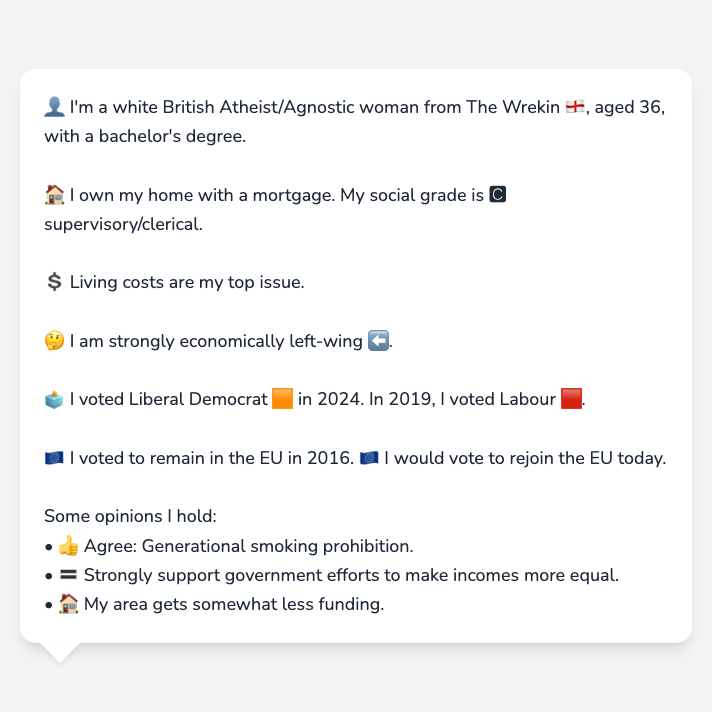 👤 I'm a white British Atheist/Agnostic woman from The Wrekin 🏴󠁧󠁢󠁥󠁮󠁧󠁿, aged 36,
with a bachelor's degree.
🏠 I own my home with a mortgage. My social grade is 🅲
supervisory/clerical.
💲 Living costs are my top issue.
🤔 I am strongly economically left-wing ⬅️.
🗳️ I voted Liberal Democrat 🟧 in 2024. In 2019, I voted Labour 🟥.
🇪🇺 I voted to remain in the EU in 2016. 🇪🇺 I would vote to rejoin the EU today.
Some opinions I hold:
• 👍 Agree: Generational smoking prohibition.
• 🟰 Strongly support government efforts to make incomes more equal.
• 🏠 My area gets somewhat less funding.